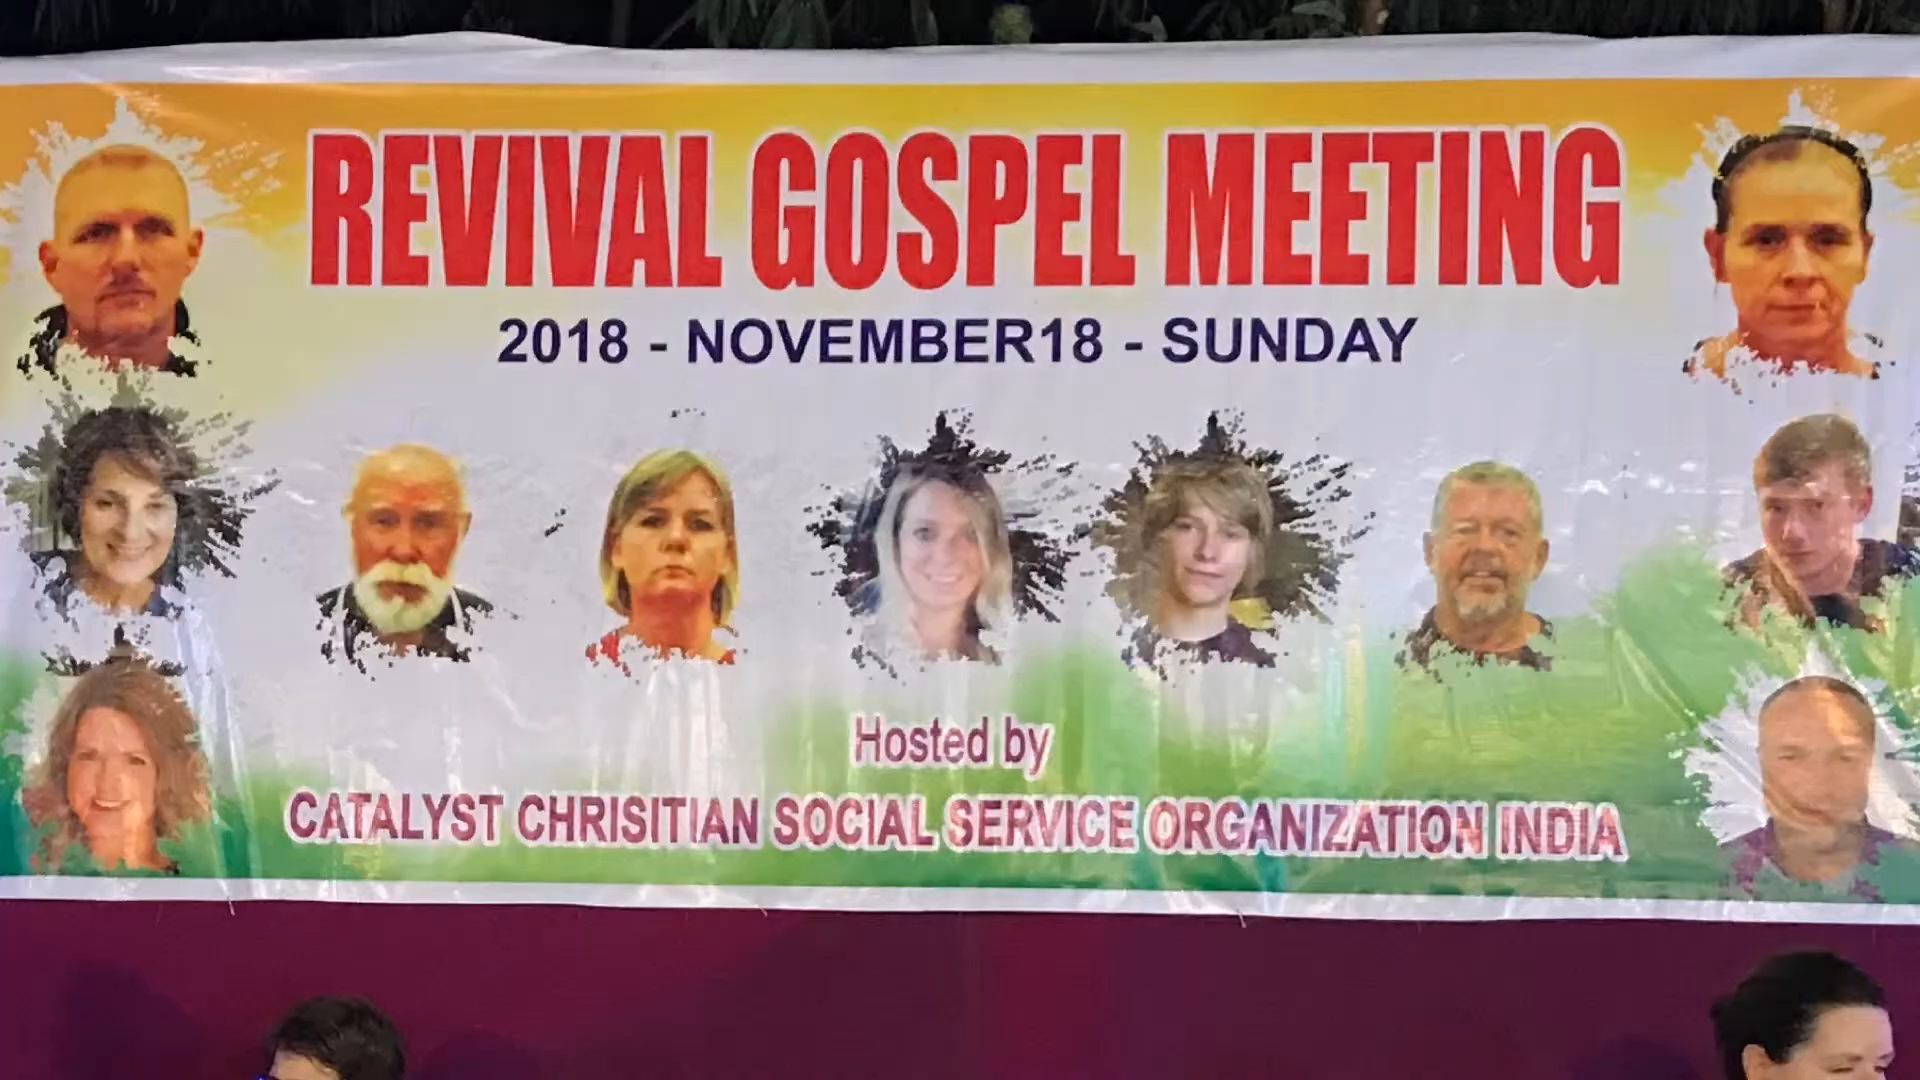 REVIVAL GOSPEL MEETING
2018 - NOVEMBER18 - SUNDAY
Hosted by
CATALYST CHRISITIAN SOCIAL SERVICE ORGANIZATION INDIA